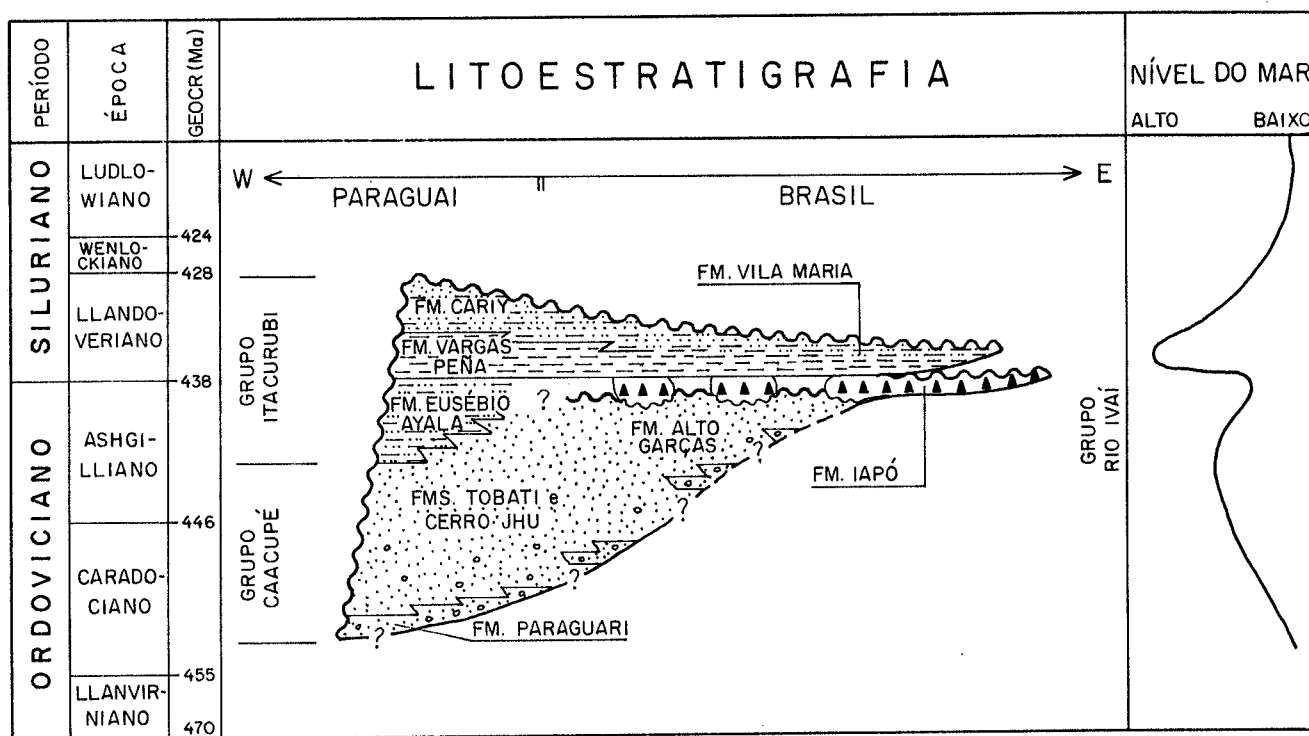 PERÍODO
ÉPOCA
GEOCR (Ma)
LITOESTRATIGRAFIA
NÍVEL DO MAR
ALTO BAIXO
SILURIANO
ORDOVICIANO
LUDLO-
WIANO
WENLO-
CKIANO
LLANDO-
VERIANO
ASHGI-
LLIANO
CARADO-
CIANO
LLANVIR-
NIANO
424
428
438
446
455
470
W E
PARAGUAI BRASIL
GRUPO
ITACURUBI
GRUPO
CAACUPÉ
FM. CARIY
FM. VARGAS
PEÑA
FM. EUSÉBIO
AYALA
?
FMS. TOBATI e
CERRO JHU
FM. PARAGUARI
?
?
?
?
FM. ALTO
GARÇAS
FM. VILA MARIA
FM. IAPÓ
GRUPO
RIO IVAÍ